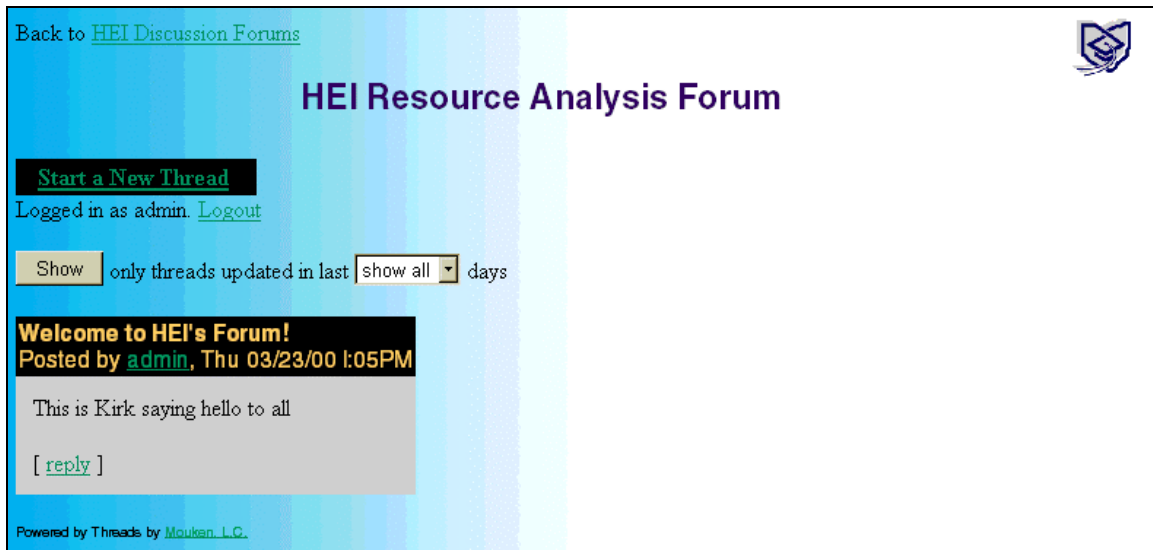 Back to HEI Discussion Forums
HEI Resource Analysis Forum
Start a New Thread
Logged in as admin. Logout
Show only threads updated in last show all days
Welcome to HEI's Forum!
Posted by admin, Thu 03/23/00 1:05PM
This is Kirk saying hello to all
[ reply ]
Powered by Threads by Mouken, L.C.